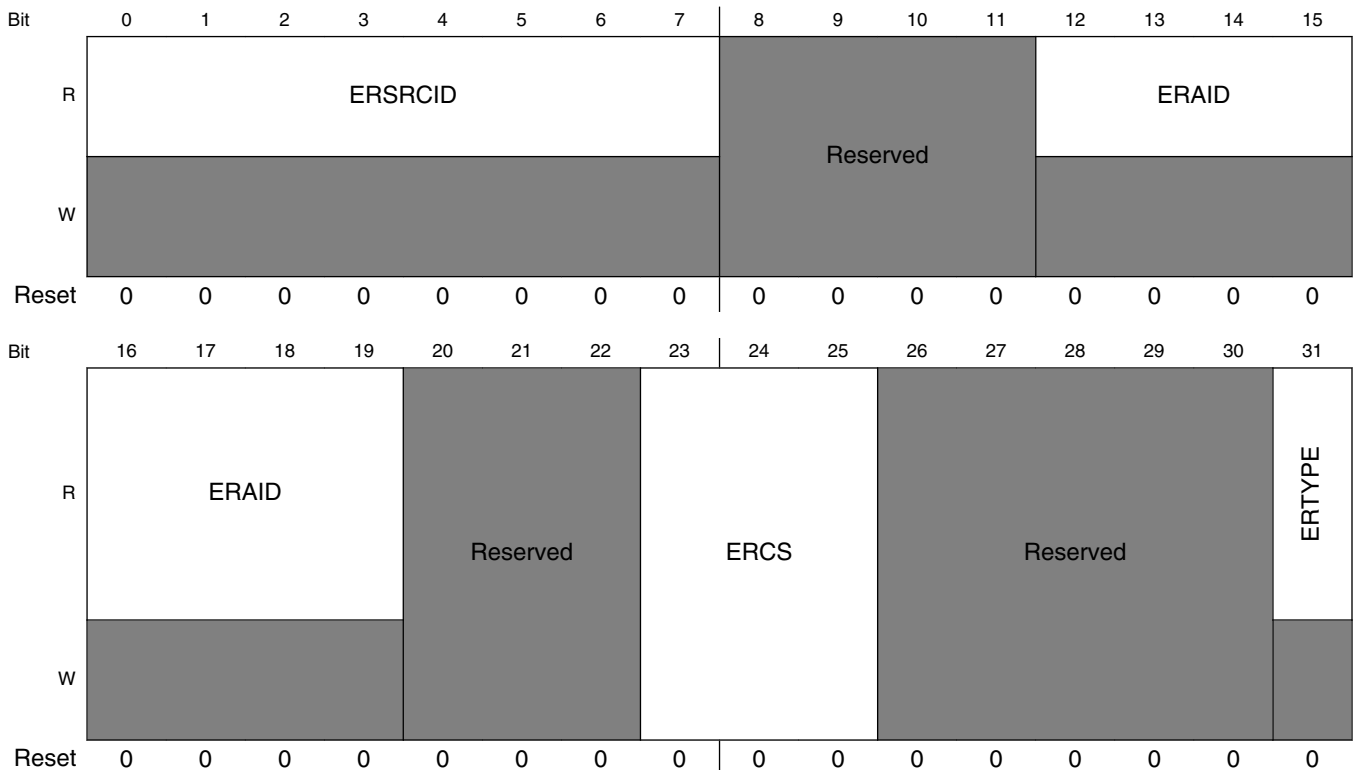 Bit 0 1 2 3 4 5 6 7 8 9 10 11 12 13 14 15
R ERSRCID ERAID
Reserved
W
Reset 0 0 0 0 0 0 0 0 0 0 0 0 0 0 0 0
Bit 16 17 18 19 20 21 22 23 24 25 26 27 28 29 30 31
R ERAID ERTYPE
Reserved ERCS Reserved
W
Reset 0 0 0 0 0 0 0 0 0 0 0 0 0 0 0 0